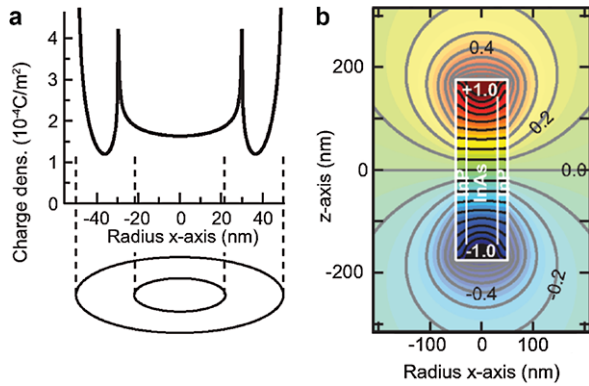 a
Charge dens. (10⁻⁴C/m²)
4
3
2
1
0
-40 -20 0 20 40
Radius x-axis (nm)
b
z-axis (nm)
200
0
-200
0.4
+1.0
0.2
0.0
InAs
-1.0
-0.4
-0.2
-100 0 100
Radius x-axis (nm)